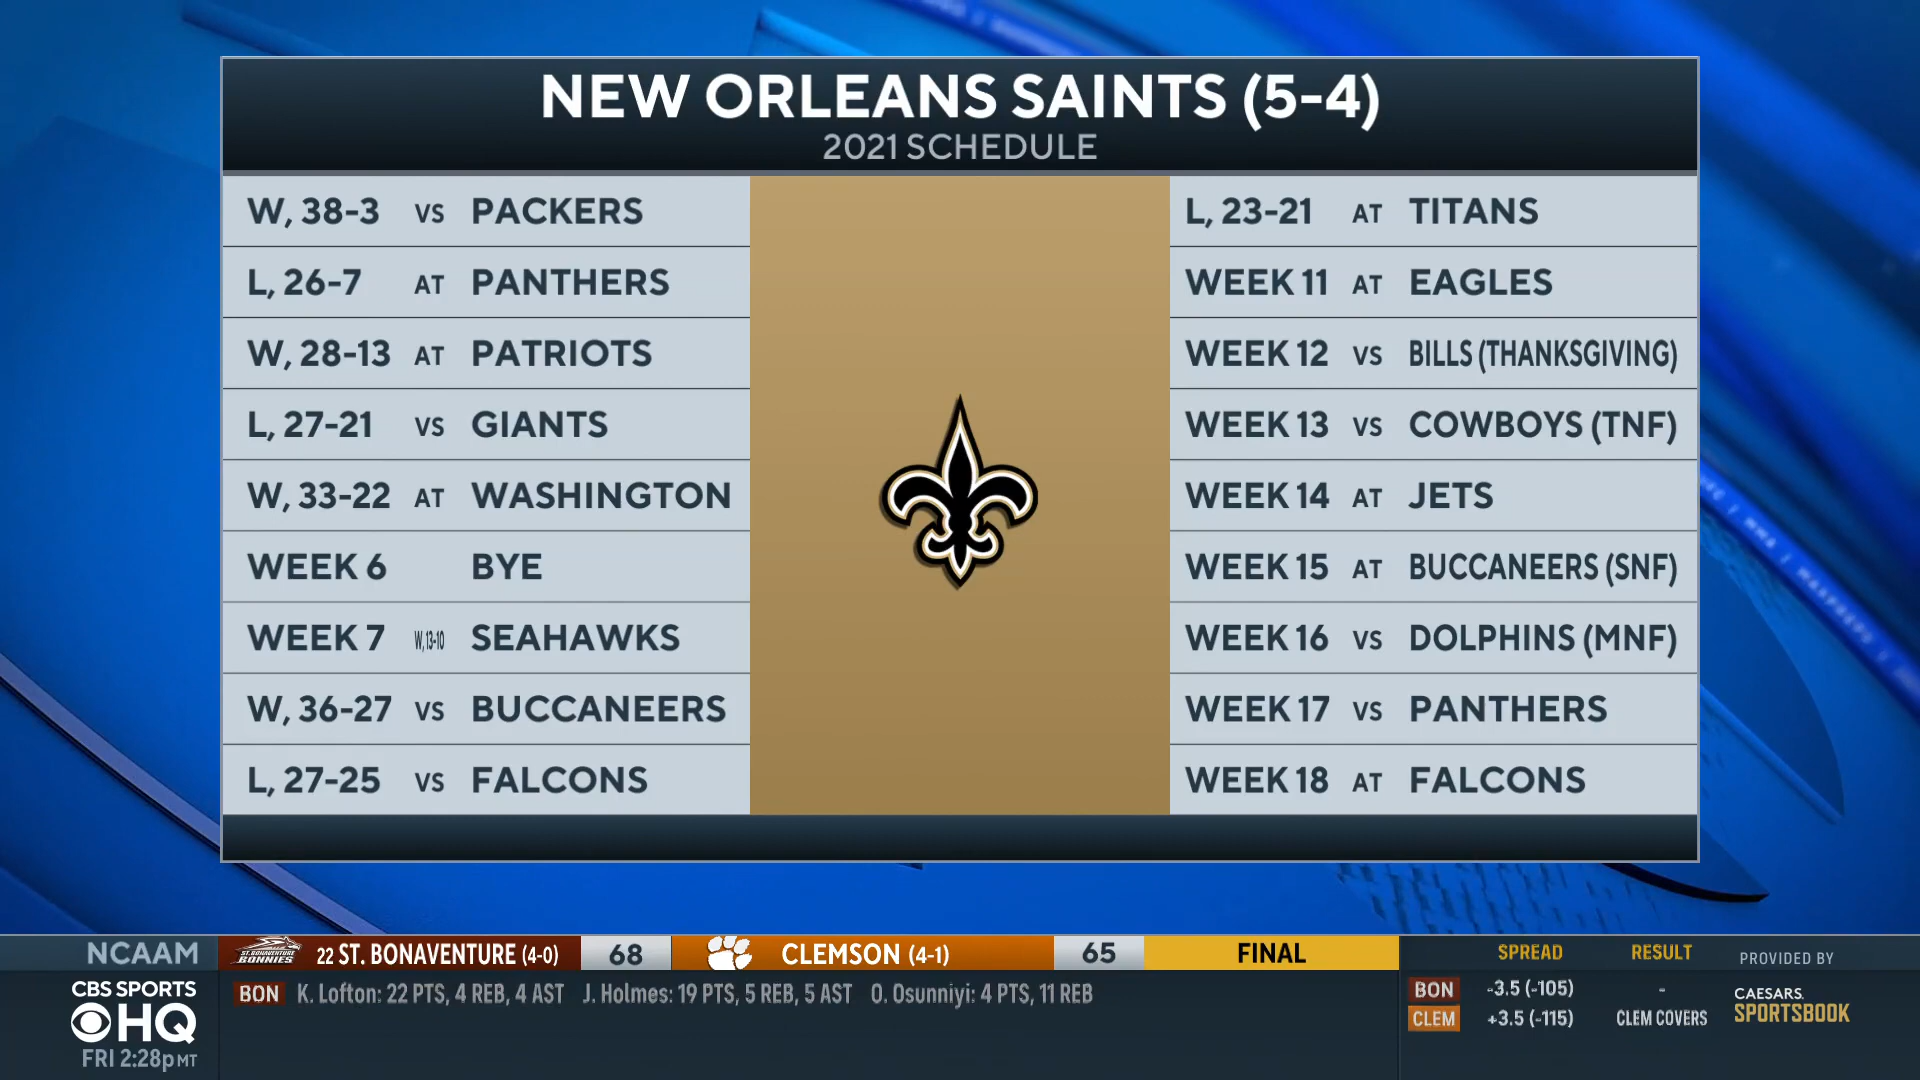 NEW ORLEANS SAINTS (5-4)
2021 SCHEDULE
W, 38-3 VS PACKERS
L, 26-7 AT PANTHERS
W, 28-13 AT PATRIOTS
L, 27-21 VS GIANTS
W, 33-22 AT WASHINGTON
WEEK 6 BYE
WEEK 7 W, 13-10 SEAHAWKS
W, 36-27 VS BUCCANEERS
L, 27-25 VS FALCONS
L, 23-21 AT TITANS
WEEK 11 AT EAGLES
WEEK 12 VS BILLS (THANKSGIVING)
WEEK 13 VS COWBOYS (TNF)
WEEK 14 AT JETS
WEEK 15 AT BUCCANEERS (SNF)
WEEK 16 VS DOLPHINS (MNF)
WEEK 17 VS PANTHERS
WEEK 18 AT FALCONS
NCAAM ST. BONAVENTURE BONNIES 22 ST. BONAVENTURE (4-0) 68 CLEMSON (4-1) 65 FINAL
BON K. Lofton: 22 PTS, 4 REB, 4 AST J. Holmes: 19 PTS, 5 REB, 5 AST O. Osunniyi: 4 PTS, 11 REB
SPREAD RESULT
BON -3.5 (-105) -
CLEM +3.5 (-115) CLEM COVERS
PROVIDED BY
CAESARS
SPORTSBOOK
CBS SPORTS
HQ
FRI 2:28p MT